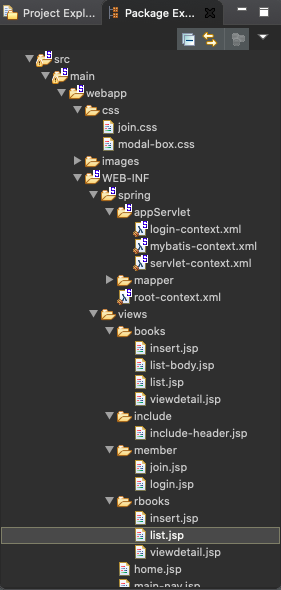 Project Expl...
Package Ex...
src
main
webapp
css
join.css
modal-box.css
images
WEB-INF
spring
appServlet
login-context.xml
mybatis-context.xml
servlet-context.xml
mapper
root-context.xml
views
books
insert.jsp
list-body.jsp
list.jsp
viewdetail.jsp
include
include-header.jsp
member
join.jsp
login.jsp
rbooks
insert.jsp
list.jsp
viewdetail.jsp
home.jsp
main-nav.jsp